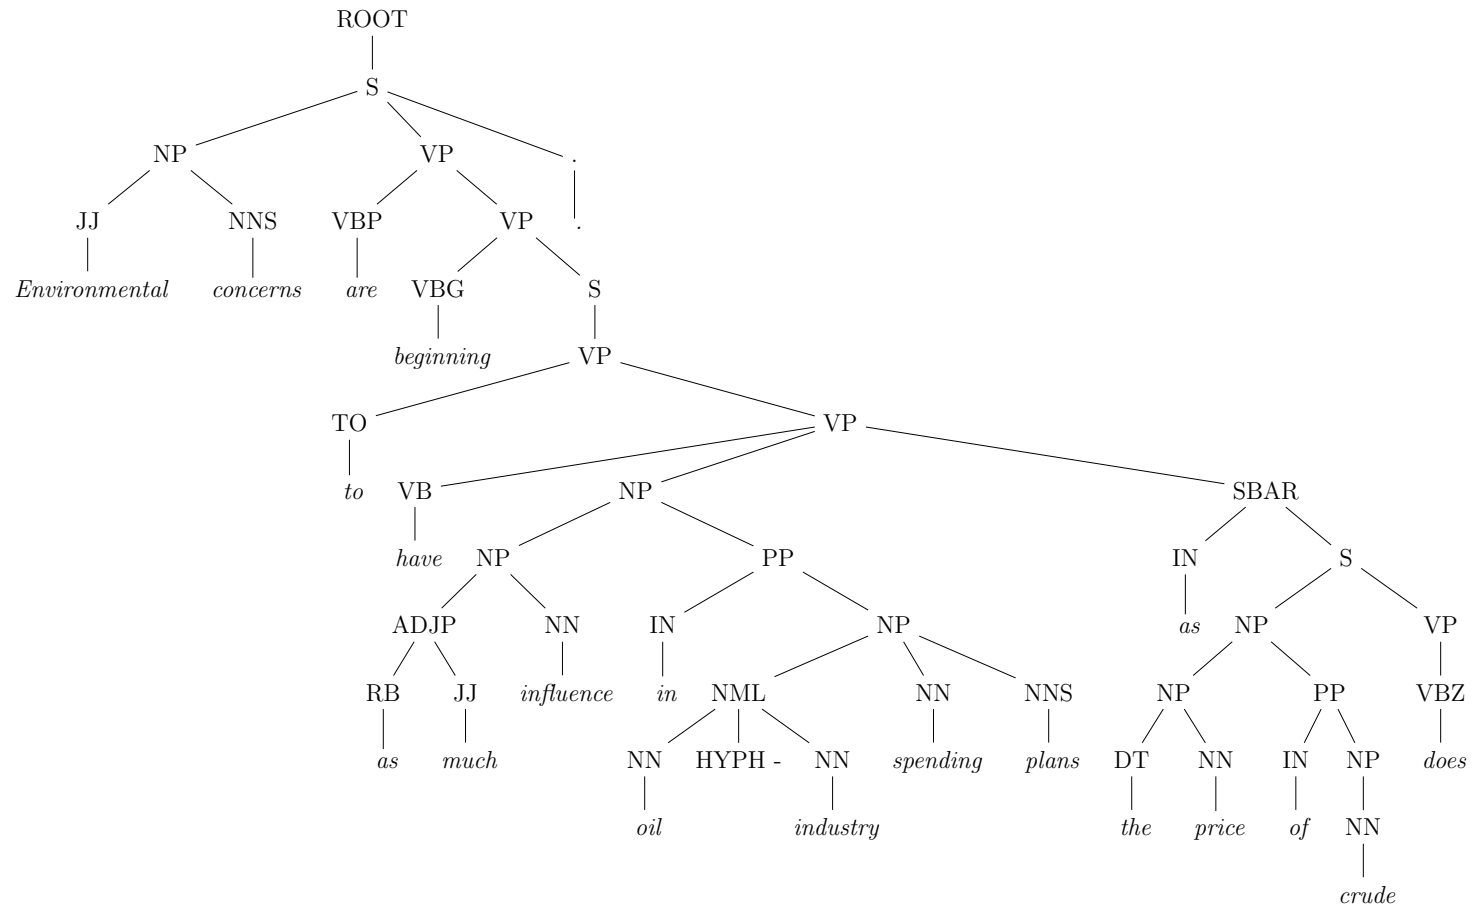 ROOT
S
NP VP .
JJ NNS VBP VP .
Environmental concerns are VBG S
beginning VP
TO VP
to VB NP SBAR
have NP PP IN S
ADJP NN IN NP as NP VP
RB JJ influence in NML NN NNS NP PP VBZ
as much NN HYPH - NN spending plans DT NN IN NP does
oil industry the price of NN
crude